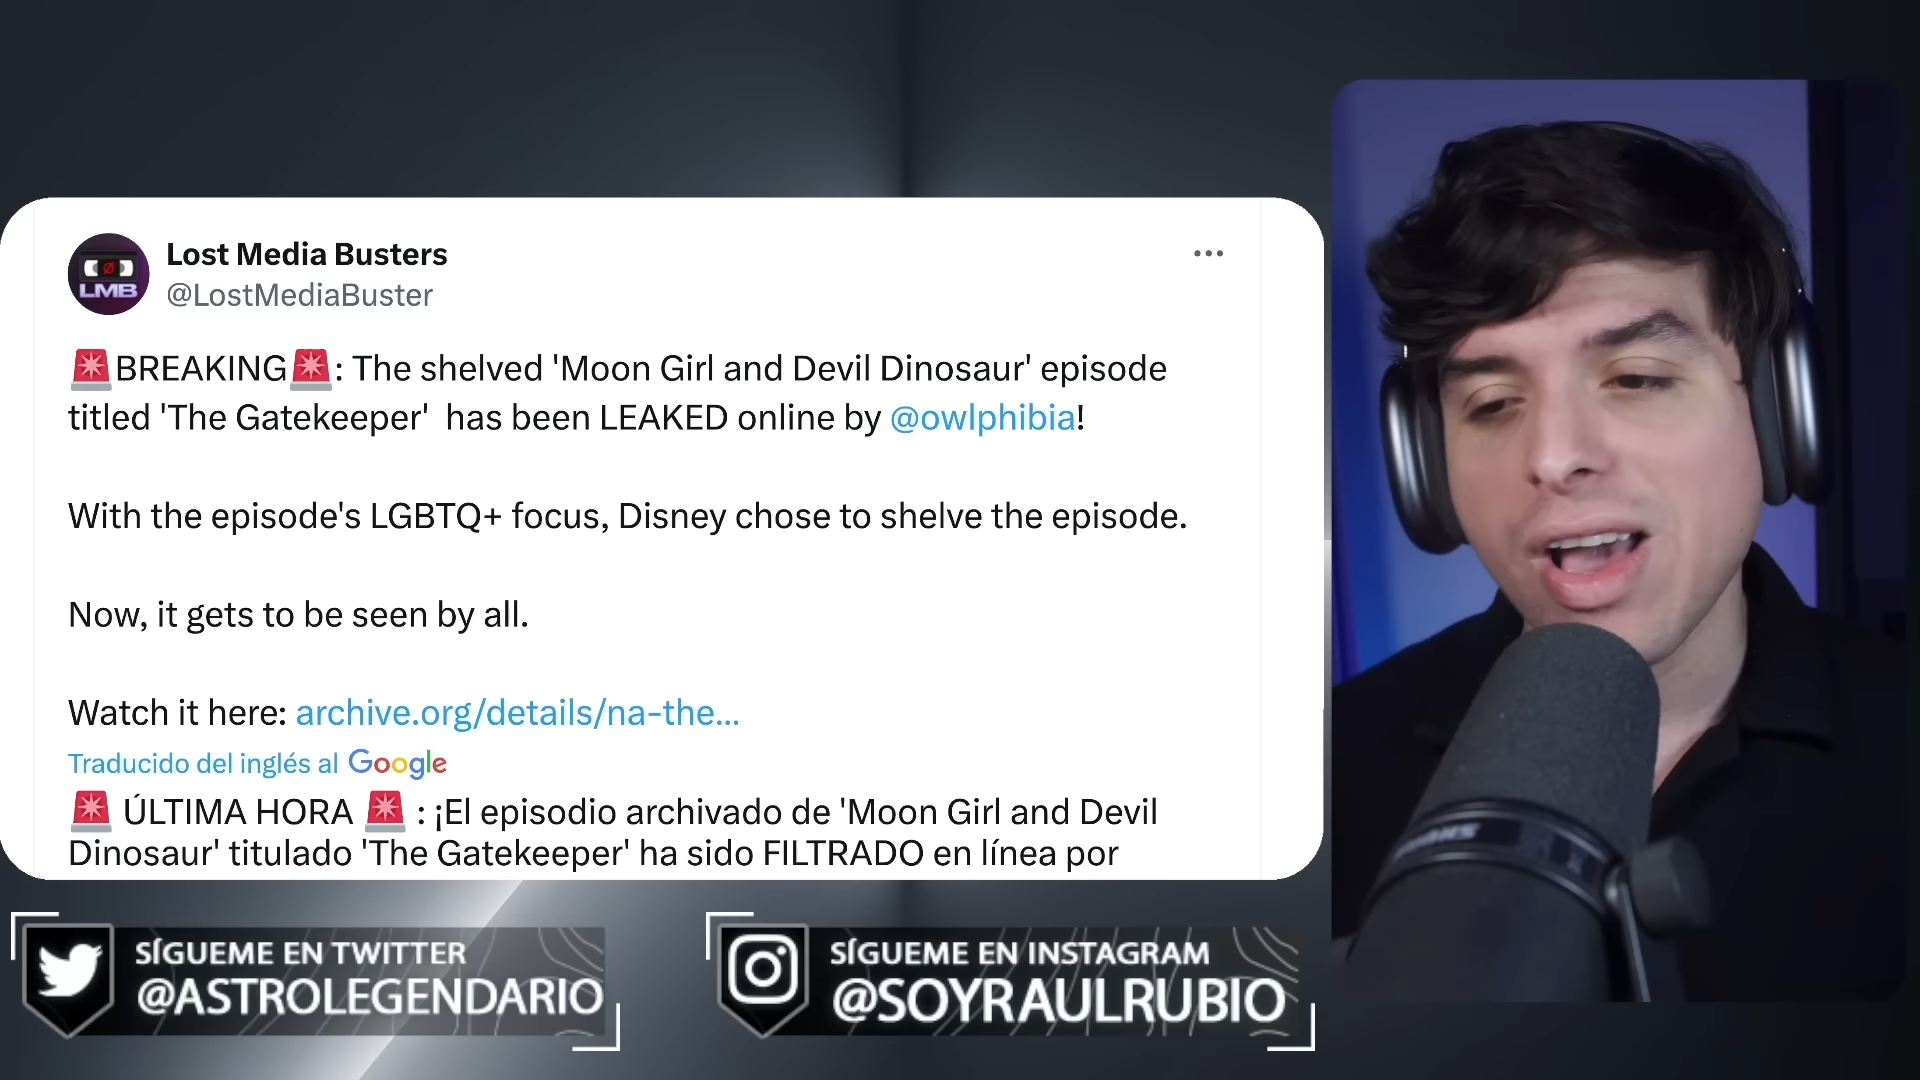 Lost Media Busters
@LostMediaBuster
LMB
🚨BREAKING🚨: The shelved 'Moon Girl and Devil Dinosaur' episode
titled 'The Gatekeeper' has been LEAKED online by @owlphibia!
With the episode's LGBTQ+ focus, Disney chose to shelve the episode.
Now, it gets to be seen by all.
Watch it here: archive.org/details/na-the...
Traducido del inglés al Google
🚨 ÚLTIMA HORA 🚨 : ¡El episodio archivado de 'Moon Girl and Devil
Dinosaur' titulado 'The Gatekeeper' ha sido FILTRADO en línea por
SÍGUEME EN TWITTER
@ASTROLEGENDARIO
SÍGUEME EN INSTAGRAM
@SOYRAULRUBIO